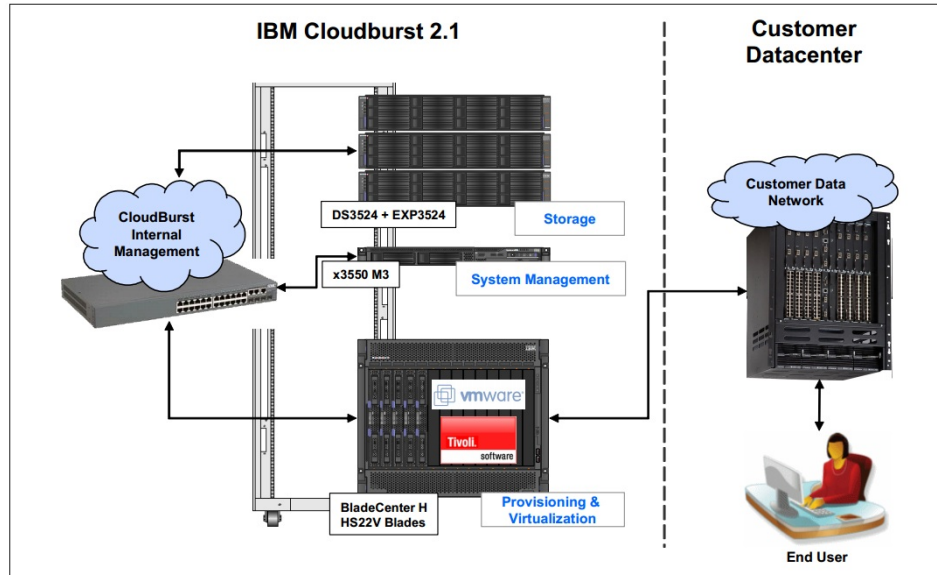 IBM Cloudburst 2.1
Customer
Datacenter
CloudBurst
Internal
Management
DS3524 + EXP3524
Storage
x3550 M3
System Management
Customer Data
Network
vmware
Tivoli.
software
BladeCenter H
HS22V Blades
Provisioning &
Virtualization
End User